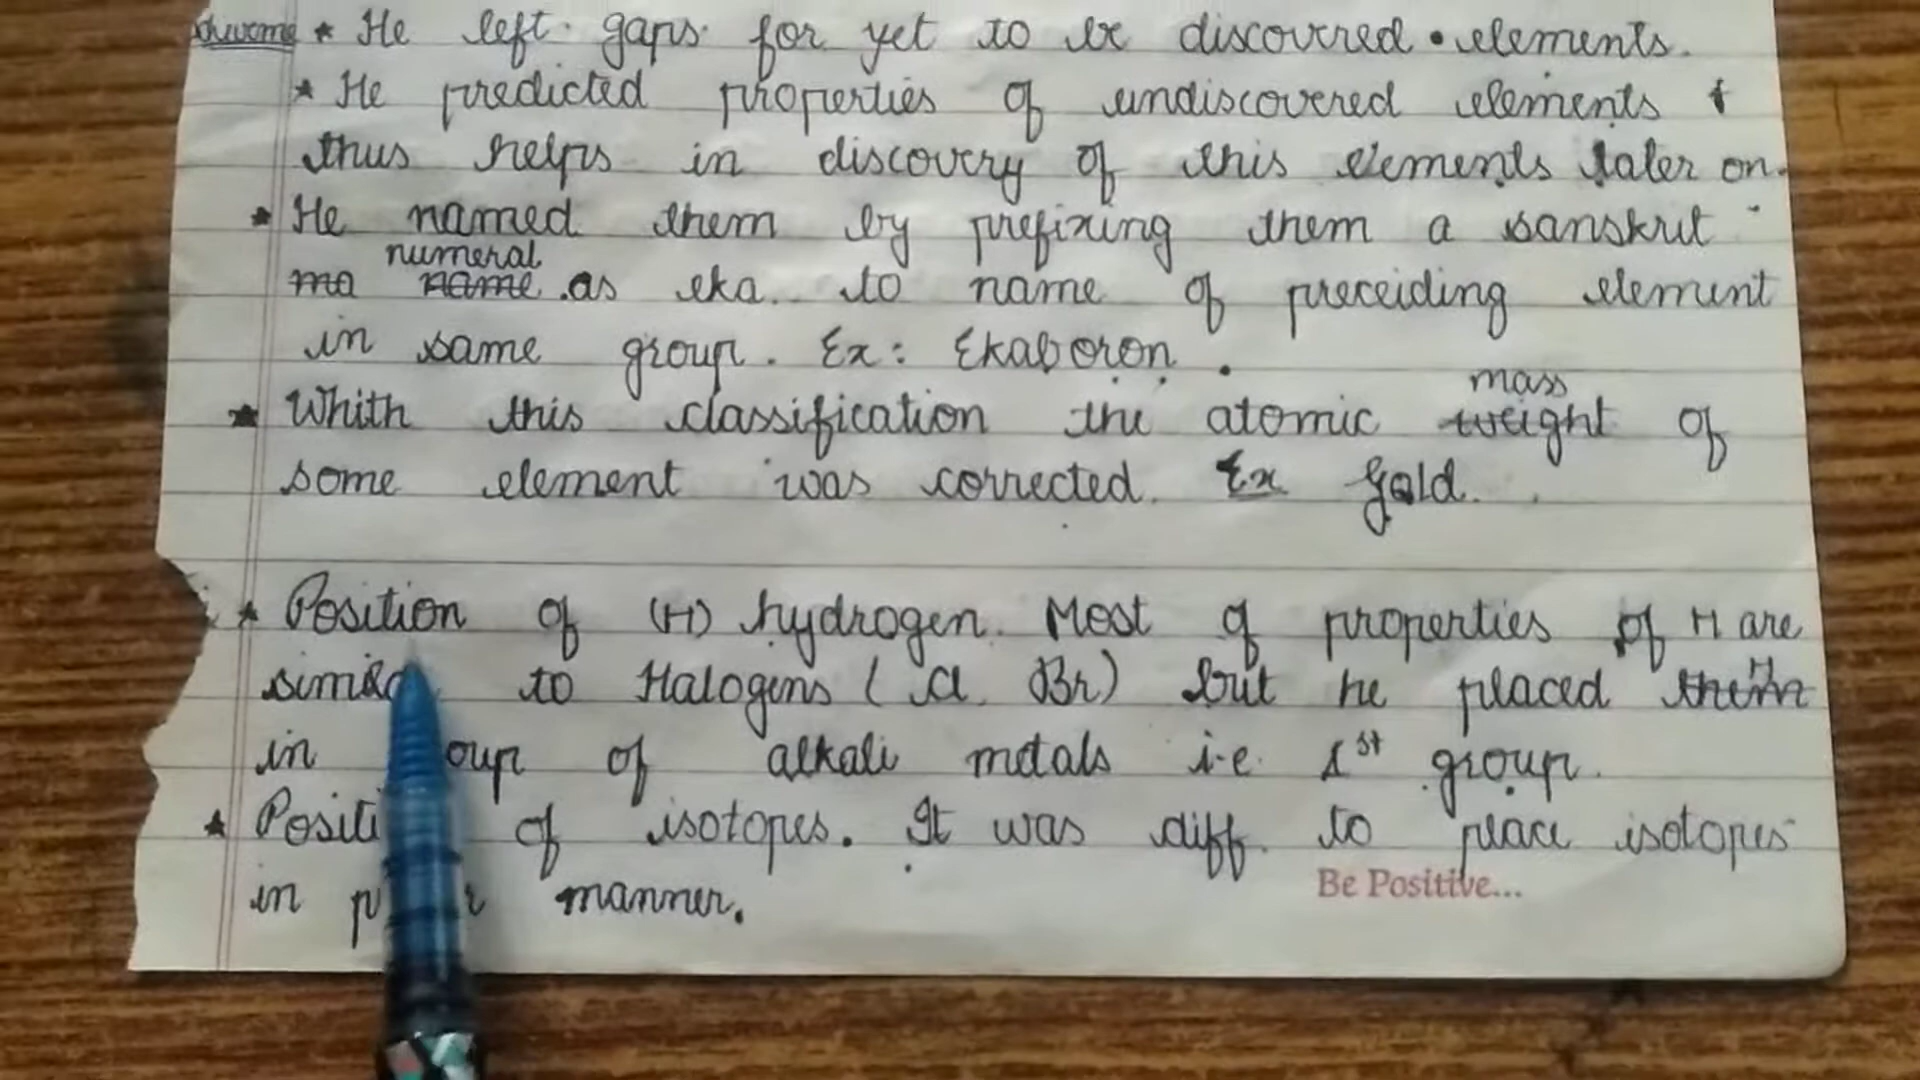 ★ He left gaps for yet to be discovered elements.
★ He predicted properties of undiscovered elements &
thus helps in discovery of this elements later on.
★ He named them by prefixing them a sanskrit
numeral
ma name as eka to name of preceiding element
in same group. Ex: Ekaboron.
mass
★ Whith this classification the atomic weight of
some element was corrected. Ex Gold.
★ Position of (H) hydrogen. Most of properties of H are
to Halogens (Cl Br) but he placed them H
in of alkali metals i.e. 1st group.
★ of isotopes. It was diff. to place isotopes
in manner.
Be Positive...